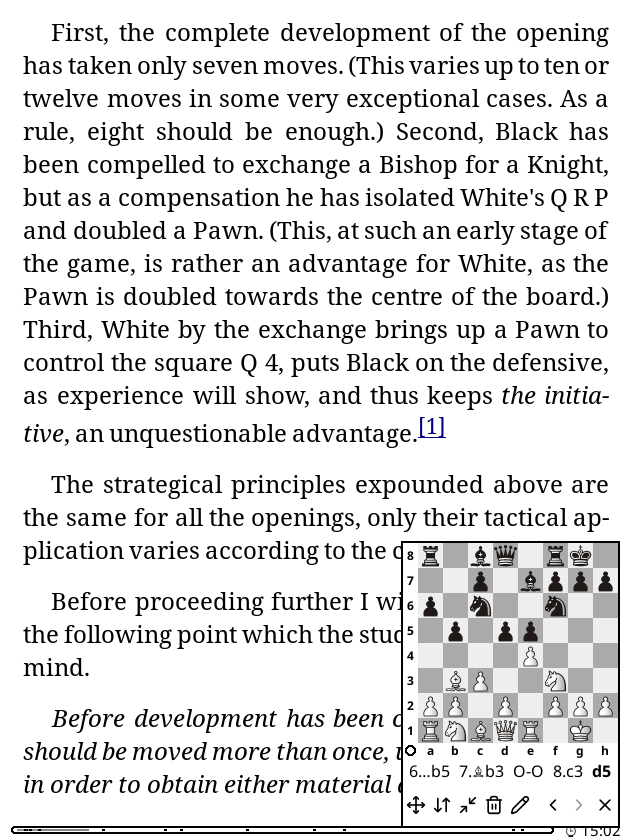 First, the complete development of the opening
has taken only seven moves. (This varies up to ten or
twelve moves in some very exceptional cases. As a
rule, eight should be enough.) Second, Black has
been compelled to exchange a Bishop for a Knight,
but as a compensation he has isolated White's Q R P
and doubled a Pawn. (This, at such an early stage of
the game, is rather an advantage for White, as the
Pawn is doubled towards the centre of the board.)
Third, White by the exchange brings up a Pawn to
control the square Q 4, puts Black on the defensive,
as experience will show, and thus keeps the initia-
tive, an unquestionable advantage.[1]
The strategical principles expounded above are
the same for all the openings, only their tactical ap-
plication varies according to the c
Before proceeding further I wi
the following point which the stud
mind.
Before development has been c
should be moved more than once, u
in order to obtain either material
8
7
6
5
4
3
2
1
a b c d e f g h
6...b5 7.♗b3 O-O 8.c3 d5
15:02